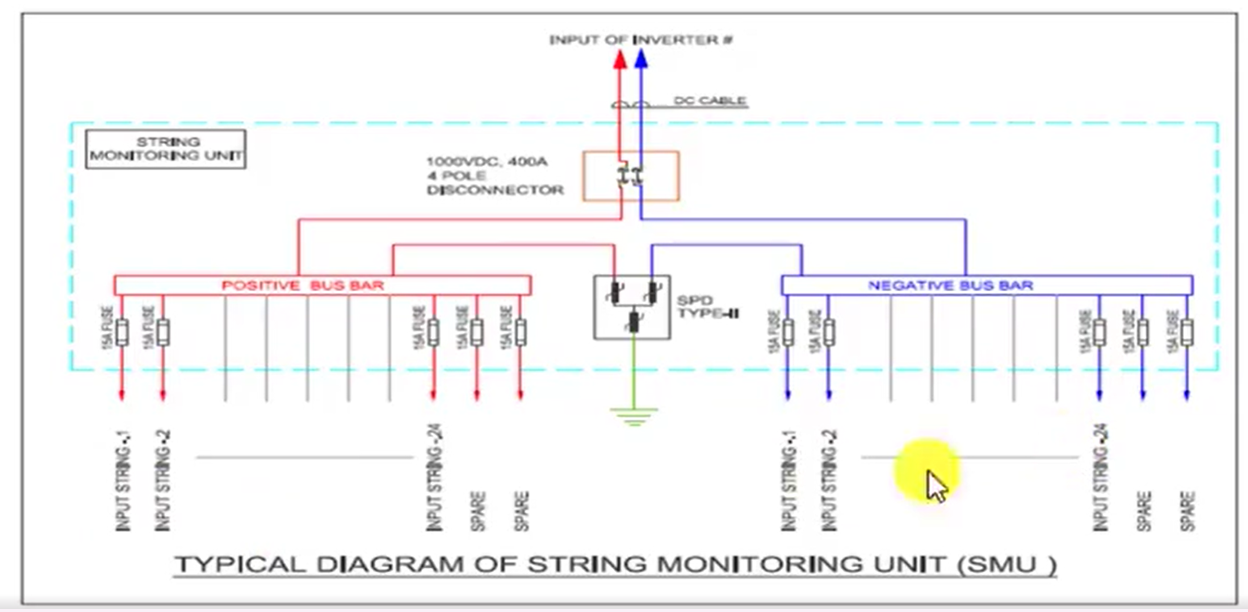 INPUT OF INVERTER #
DC CABLE
STRING
MONITORING UNIT
1000VDC, 400A
4 POLE
DISCONNECTOR
POSITIVE BUS BAR
NEGATIVE BUS BAR
SPD
TYPE-II
15A FUSE
15A FUSE
15A FUSE
15A FUSE
15A FUSE
15A FUSE
15A FUSE
15A FUSE
15A FUSE
15A FUSE
INPUT STRING-1
INPUT STRING-2
INPUT STRING-24
SPARE
SPARE
INPUT STRING-1
INPUT STRING-2
INPUT STRING-24
SPARE
SPARE
TYPICAL DIAGRAM OF STRING MONITORING UNIT (SMU )